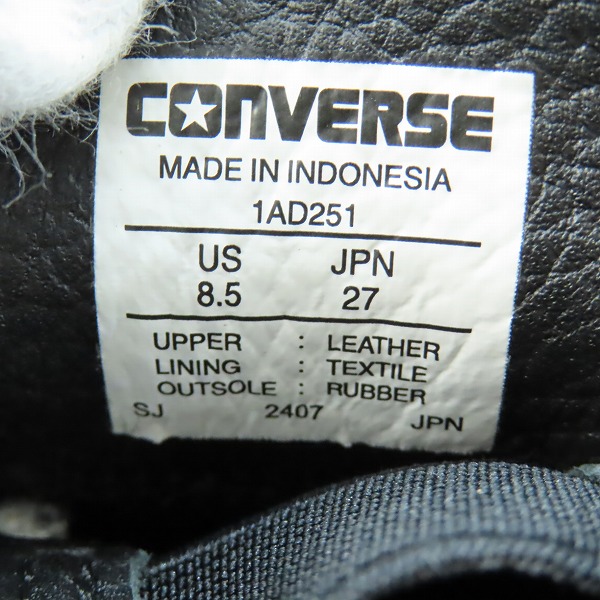 CONVERSE
MADE IN INDONESIA
1AD251
US JPN
8.5 27
UPPER : LEATHER
LINING : TEXTILE
OUTSOLE : RUBBER
SJ 2407 JPN